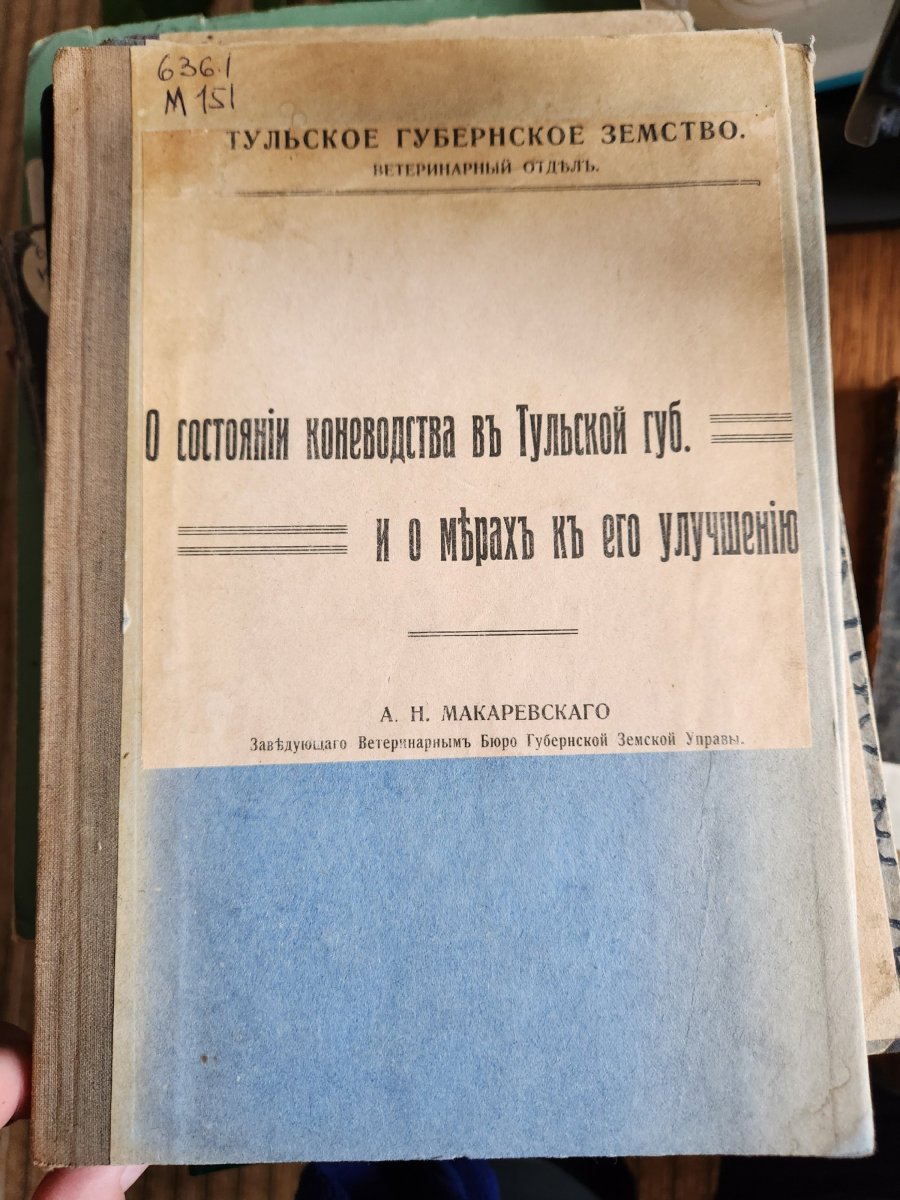 636.1
М 151
ТУЛЬСКОЕ ГУБЕРНСКОЕ ЗЕМСТВО.
ВЕТЕРИНАРНЫЙ ОТДѢЛЪ.
О состоянiи коневодства въ Тульской губ.
и о мѣрахъ къ его улучшенiю
А. Н. МАКАРЕВСКАГО
Завѣдующаго Ветеринарнымъ Бюро Губернской Земской Управы.